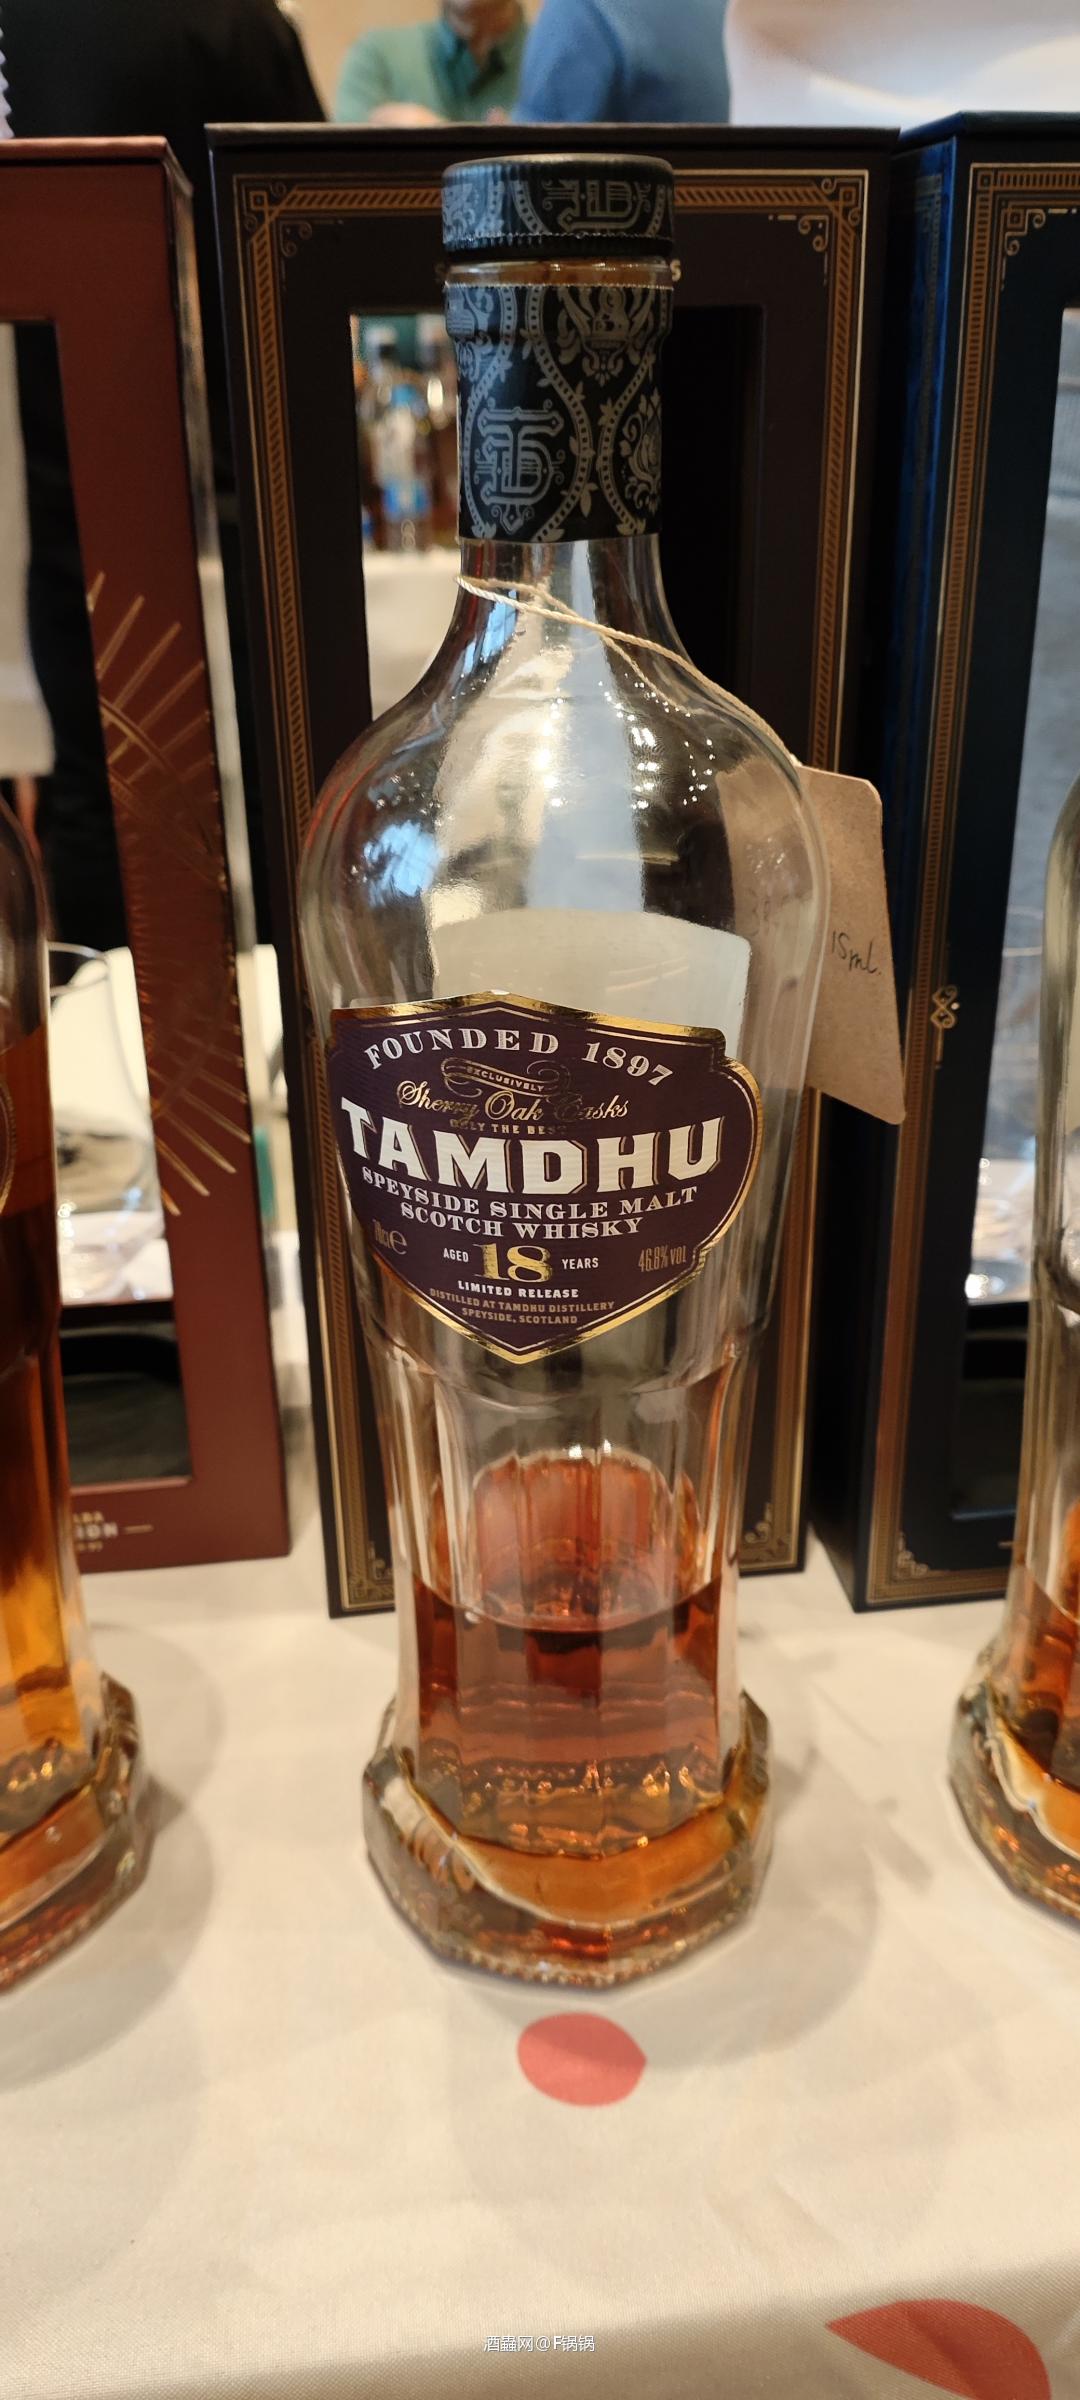 FOUNDED 1897
EXCLUSIVELY
Sherry Oak Casks
ONLY THE BEST
TAMDHU
SPEYSIDE SINGLE MALT
SCOTCH WHISKY
70cl e
AGED 18 YEARS
46.8% VOL
LIMITED RELEASE
DISTILLED AT TAMDHU DISTILLERY
SPEYSIDE, SCOTLAND
15ml.
酒蟲网@F锅锅